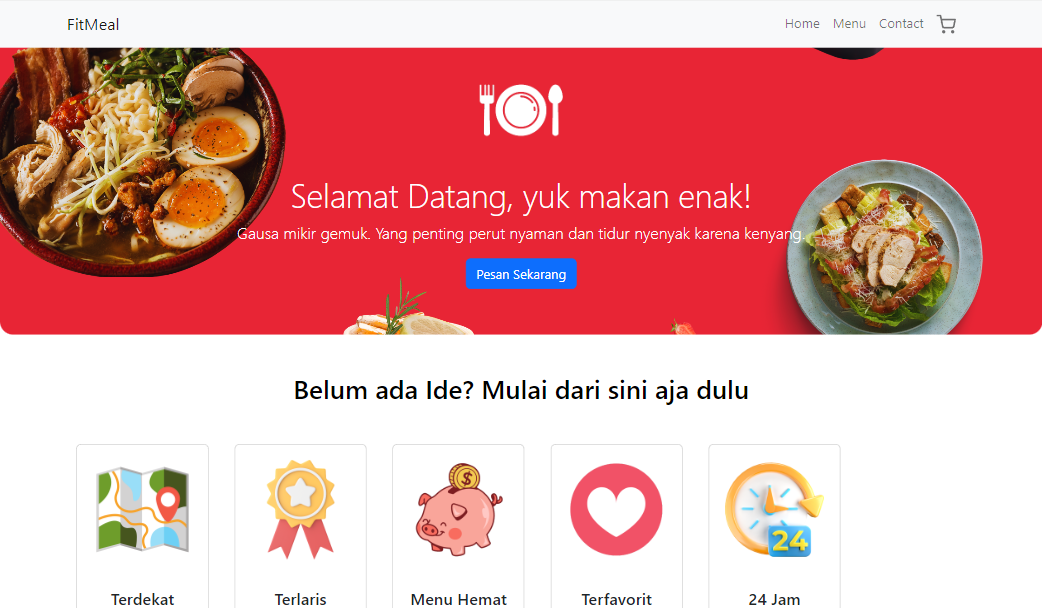 FitMeal
Home Menu Contact
Selamat Datang, yuk makan enak!
Gausa mikir gemuk. Yang penting perut nyaman dan tidur nyenyak karena kenyang.
Pesan Sekarang
Belum ada Ide? Mulai dari sini aja dulu
24
Terdekat Terlaris Menu Hemat Terfavorit 24 Jam